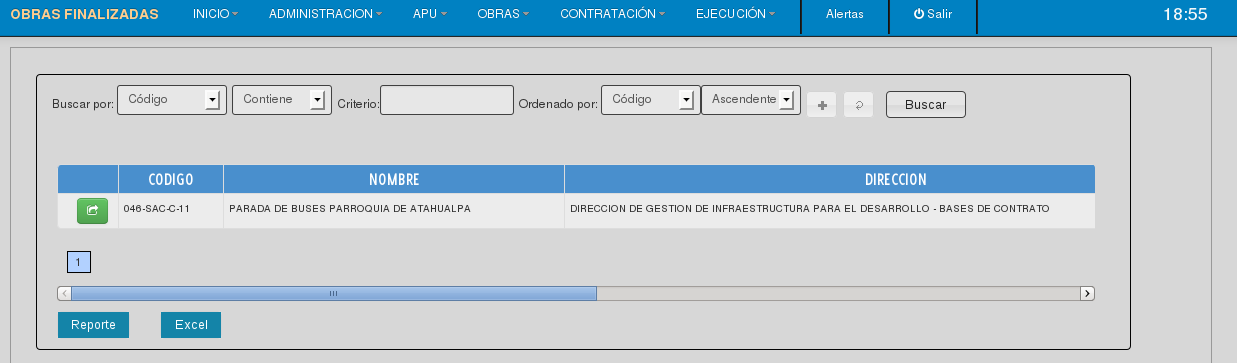 OBRAS FINALIZADAS INICIO ADMINISTRACION APU OBRAS CONTRATACIÓN EJECUCIÓN Alertas Salir 18:55
Buscar por: Código Contiene Criterio: Ordenado por: Código Ascendente Buscar
CODIGO NOMBRE DIRECCION
046-SAC-C-11 PARADA DE BUSES PARROQUIA DE ATAHUALPA DIRECCION DE GESTION DE INFRAESTRUCTURA PARA EL DESARROLLO - BASES DE CONTRATO
1
Reporte Excel